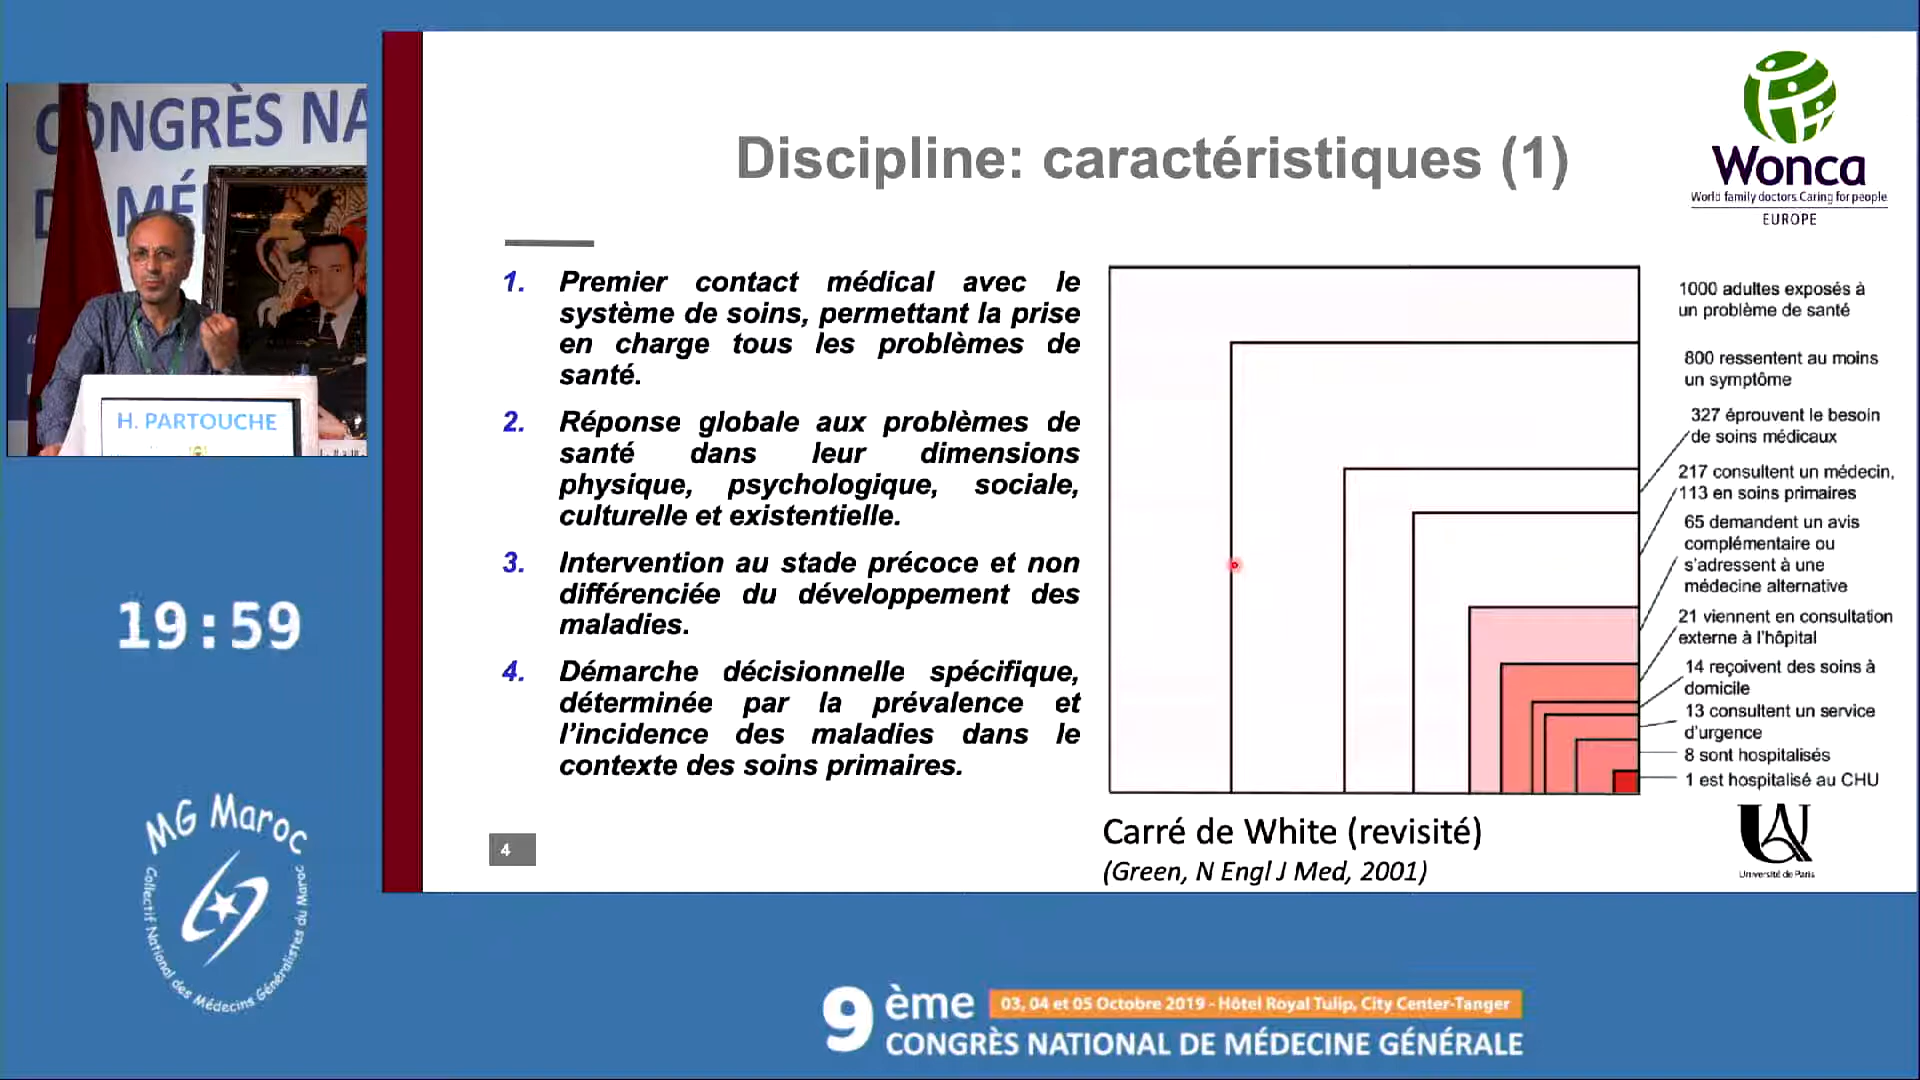 CONGRÈS NA
DE MÉ
H. PARTOUCHE
19:59
MG Maroc
Collectif National des Médecins Généralistes du Maroc
Discipline: caractéristiques (1)
Wonca
World family doctors. Caring for people
EUROPE
1. Premier contact médical avec le
système de soins, permettant la prise
en charge tous les problèmes de
santé.
2. Réponse globale aux problèmes de
santé dans leur dimensions
physique, psychologique, sociale,
culturelle et existentielle.
3. Intervention au stade précoce et non
différenciée du développement des
maladies.
4. Démarche décisionnelle spécifique,
déterminée par la prévalence et
l'incidence des maladies dans le
contexte des soins primaires.
4
1000 adultes exposés à
un problème de santé
800 ressentent au moins
un symptôme
327 éprouvent le besoin
de soins médicaux
217 consultent un médecin,
113 en soins primaires
65 demandent un avis
complémentaire ou
s'adressent à une
médecine alternative
21 viennent en consultation
externe à l'hôpital
14 reçoivent des soins à
domicile
13 consultent un service
d'urgence
8 sont hospitalisés
1 est hospitalisé au CHU
Carré de White (revisité)
(Green, N Engl J Med, 2001)
Université de Paris
9 ème
03, 04 et 05 Octobre 2019 - Hôtel Royal Tulip, City Center-Tanger
CONGRÈS NATIONAL DE MÉDECINE GÉNÉRALE